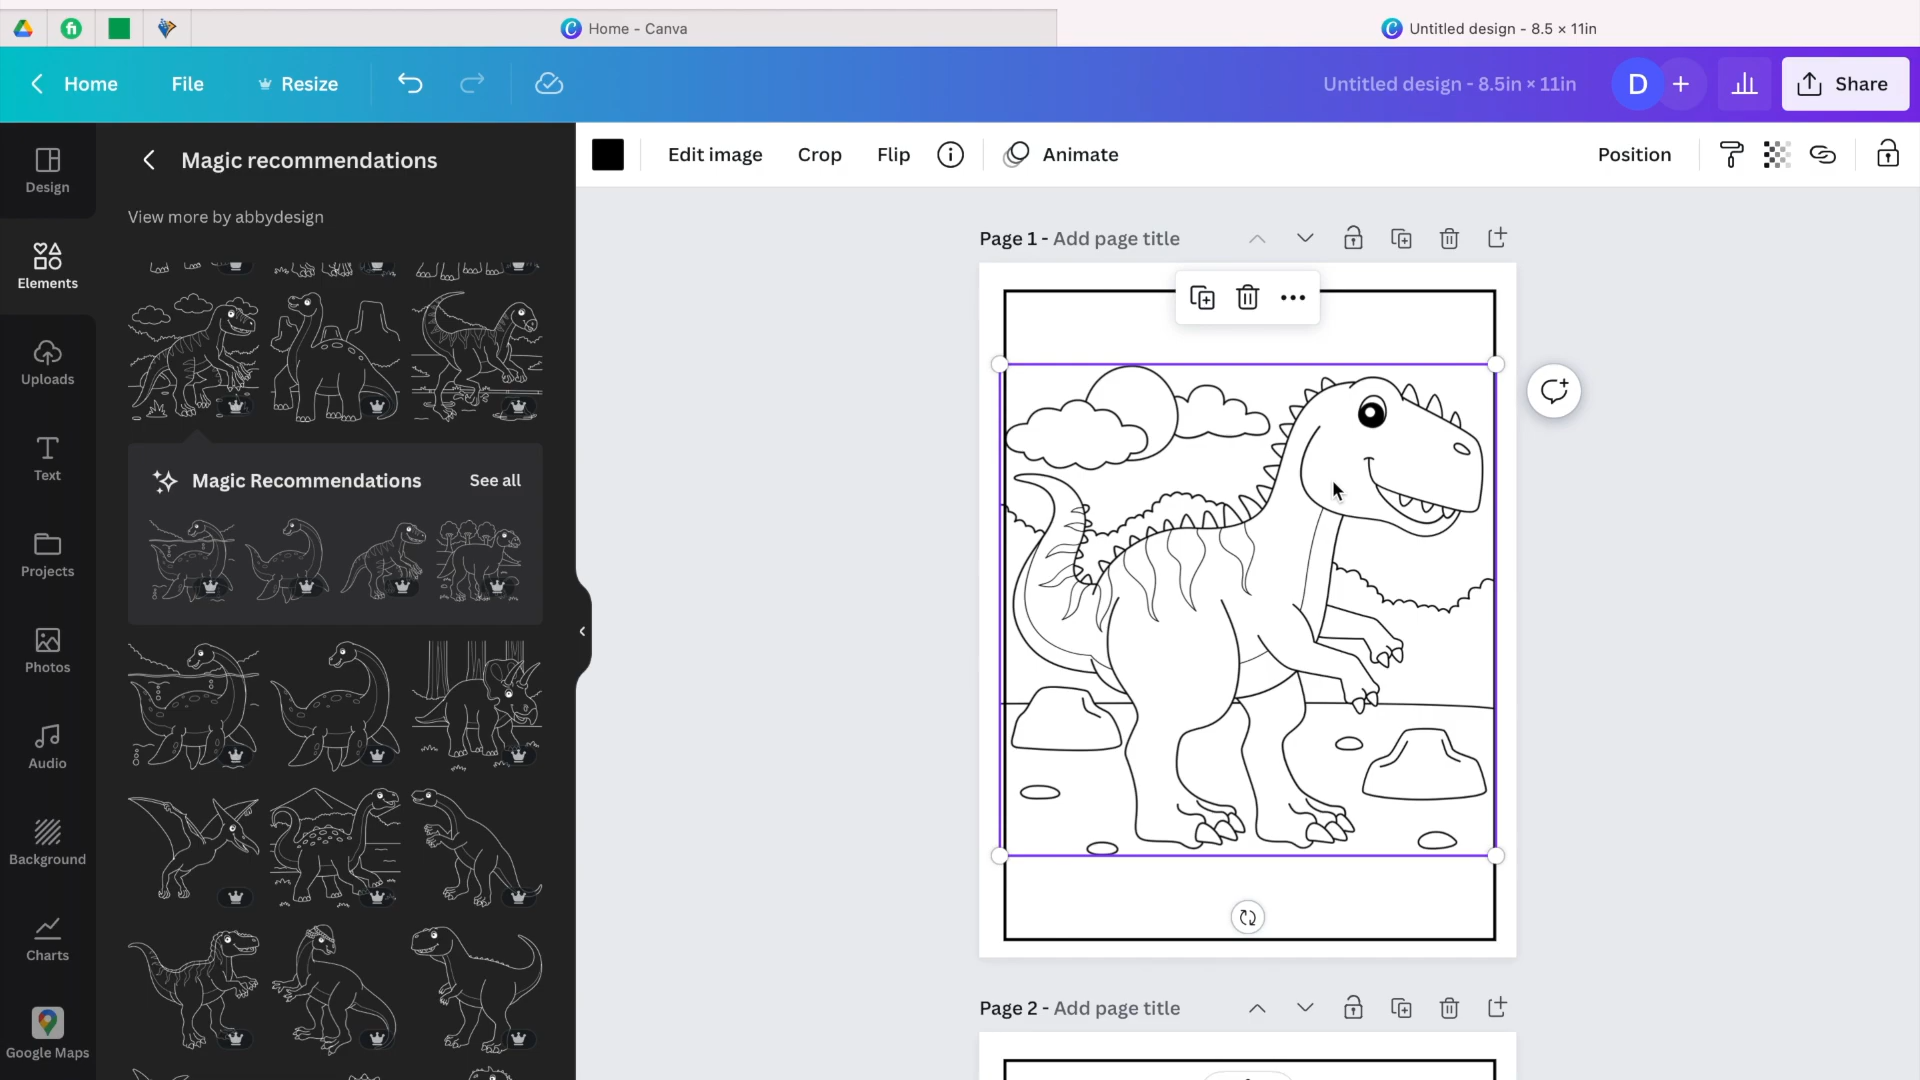 Home - Canva
Untitled design - 8.5 × 11in
Home
File
Resize
Untitled design - 8.5in × 11in
D
Share
Design
Elements
Uploads
Text
Projects
Photos
Audio
Background
Charts
Google Maps
Magic recommendations
View more by abbydesign
Magic Recommendations
See all
Edit image
Crop
Flip
Animate
Position
Page 1 - Add page title
Page 2 - Add page title